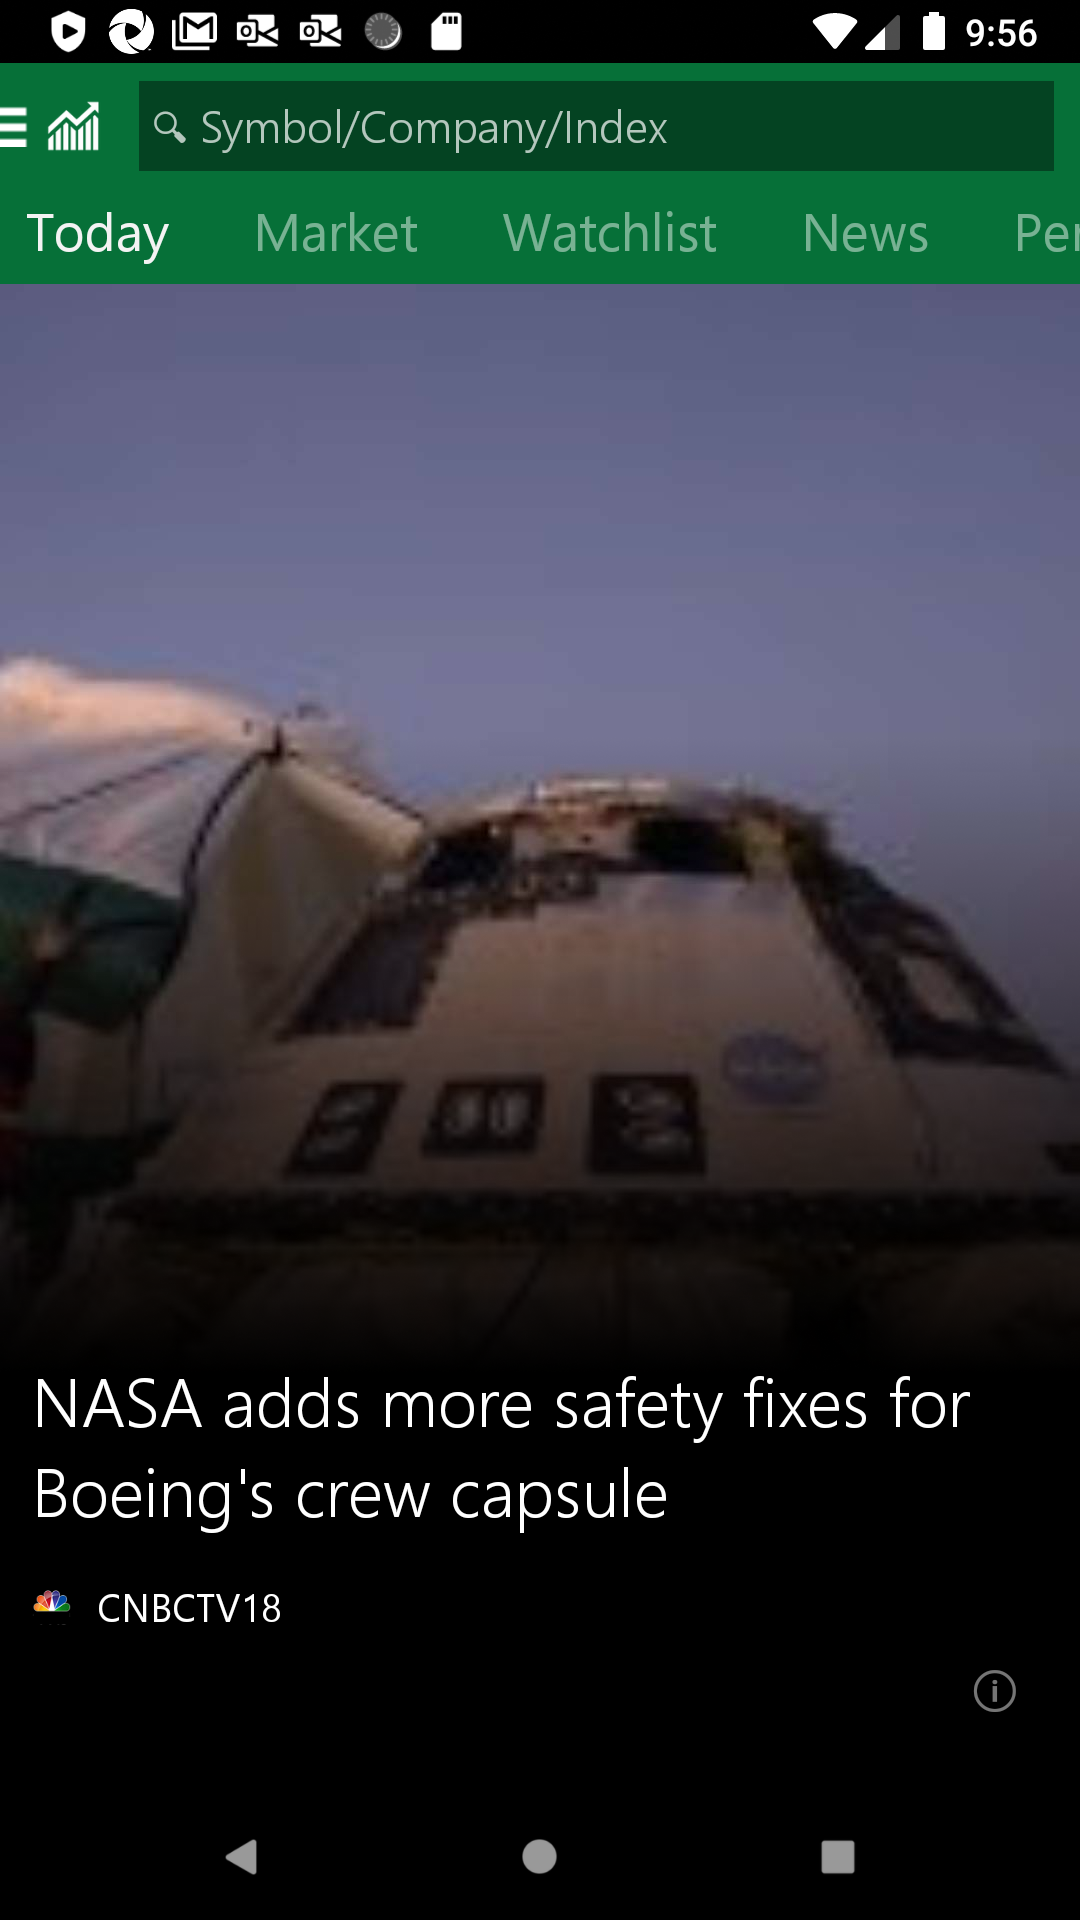 9:56
Symbol/Company/Index
Today Market Watchlist News Per
NASA adds more safety fixes for
Boeing's crew capsule
CNBCTV18